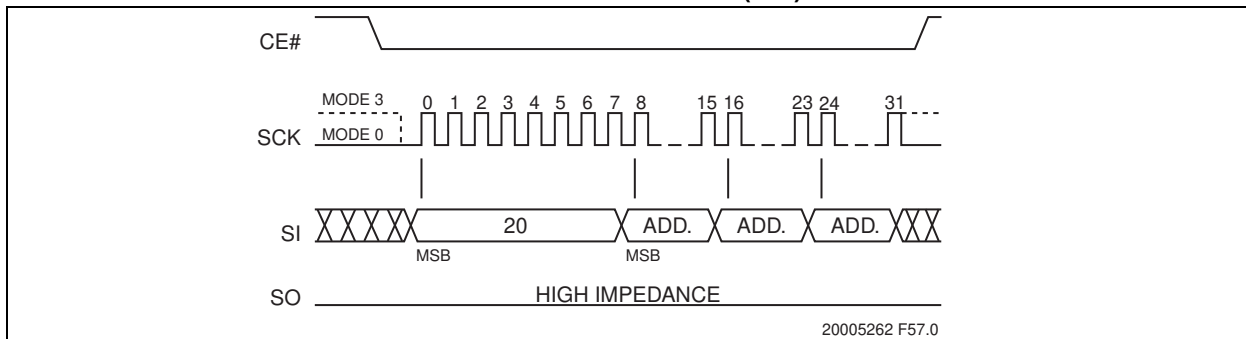 CE#
MODE 3
0 1 2 3 4 5 6 7 8 15 16 23 24 31
SCK MODE 0
SI 20 ADD. ADD. ADD.
MSB MSB
SO HIGH IMPEDANCE
20005262 F57.0